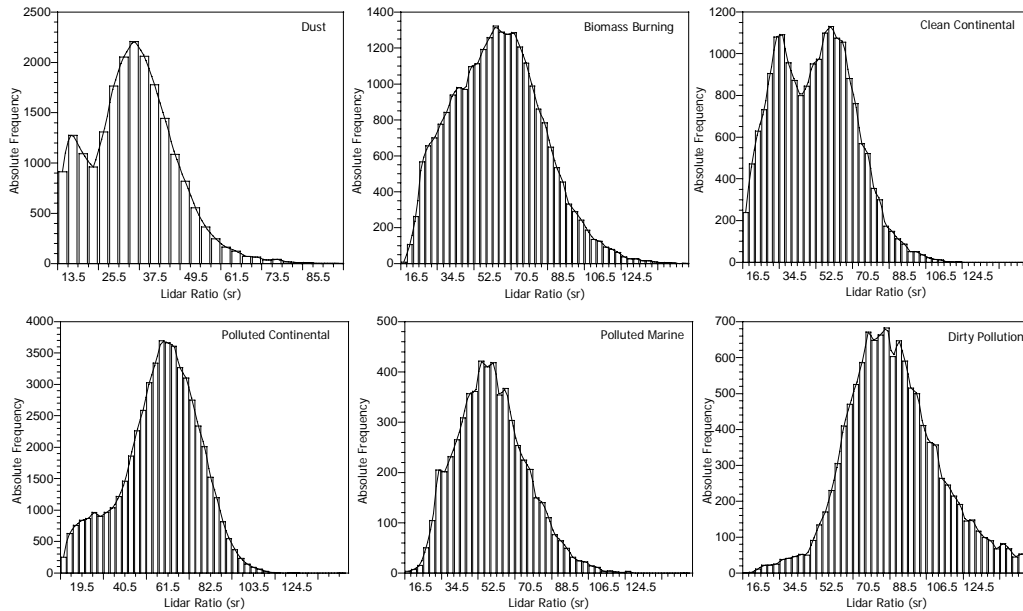 Dust
2500
2000
1500
1000
500
0
Absolute Frequency
13.5 25.5 37.5 49.5 61.5 73.5 85.5
Lidar Ratio (sr)
Biomass Burning
1400
1200
1000
800
600
400
200
0
Absolute Frequency
16.5 34.5 52.5 70.5 88.5 106.5 124.5
Lidar Ratio (sr)
Clean Continental
1200
1000
800
600
400
200
0
Absolute Frequency
16.5 34.5 52.5 70.5 88.5 106.5 124.5
Lidar Ratio (sr)
Polluted Continental
4000
3500
3000
2500
2000
1500
1000
500
0
Absolute Frequency
19.5 40.5 61.5 82.5 103.5 124.5
Lidar Ratio (sr)
Polluted Marine
500
400
300
200
100
0
Absolute Frequency
16.5 34.5 52.5 70.5 88.5 106.5 124.5
Lidar Ratio (sr)
Dirty Pollution
700
600
500
400
300
200
100
0
Absolute Frequency
16.5 34.5 52.5 70.5 88.5 106.5 124.5
Lidar Ratio (sr)